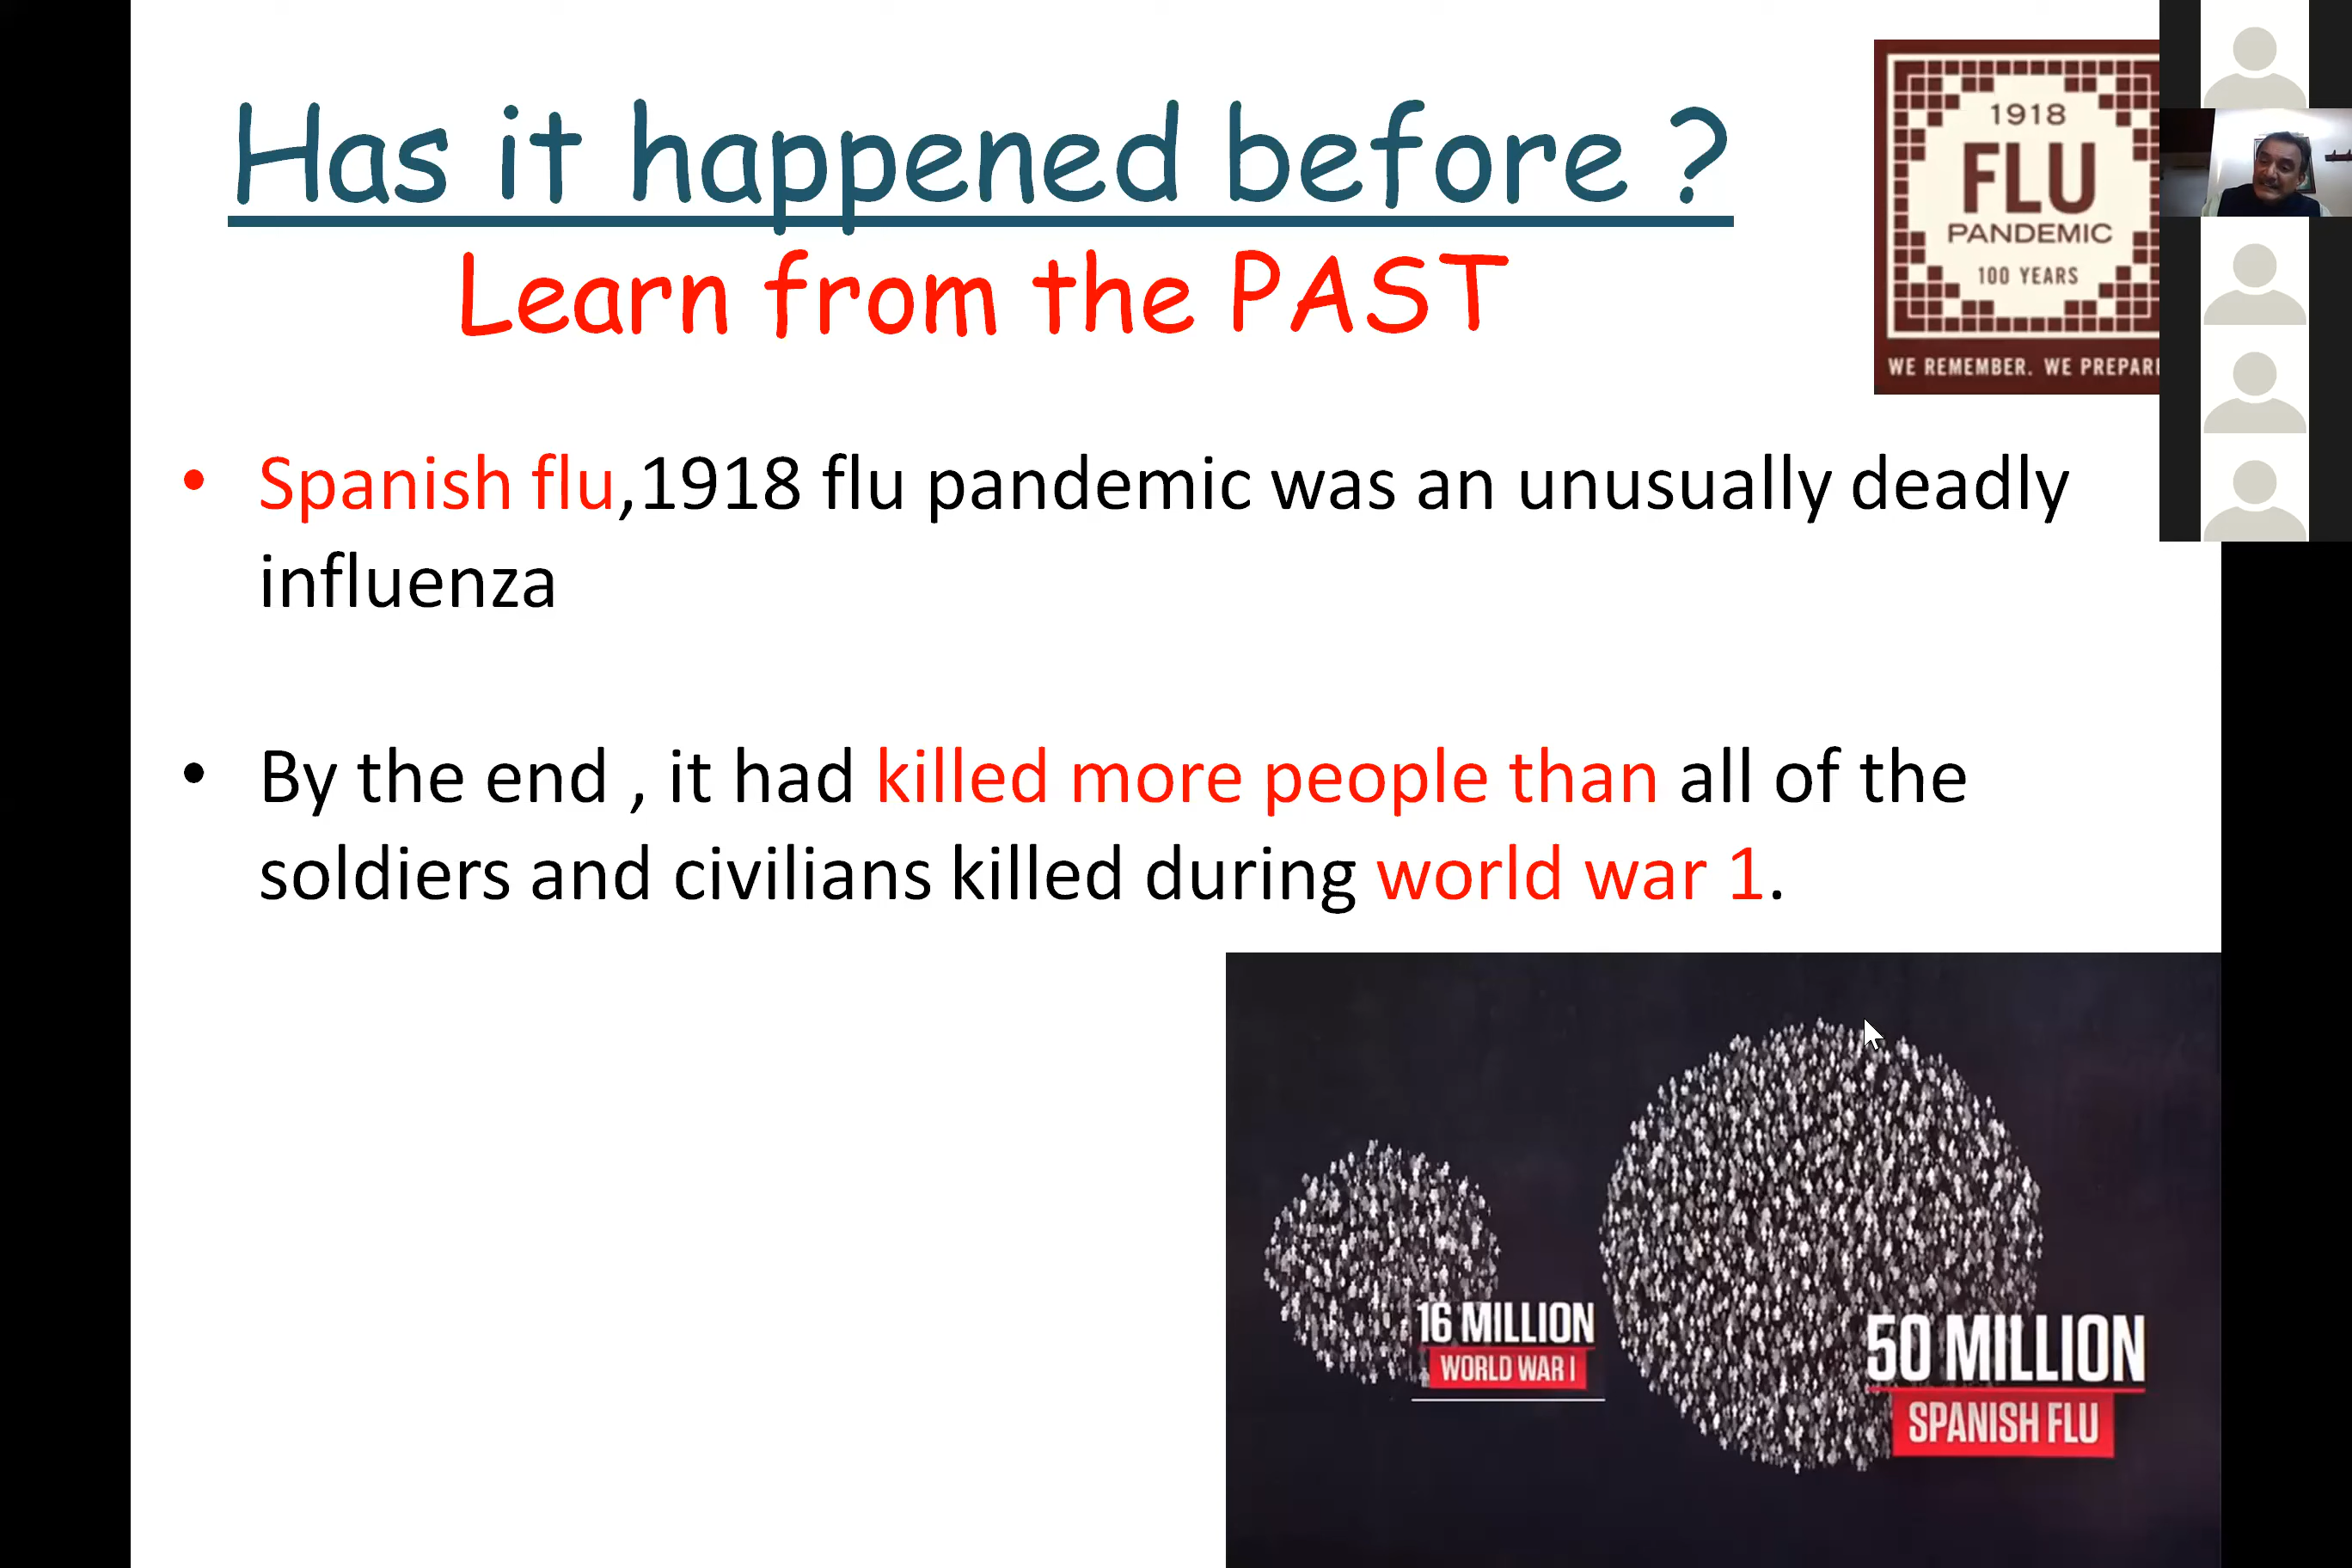 Has it happened before ?
Learn from the PAST
1918
FLU
PANDEMIC
100 YEARS
WE REMEMBER. WE PREPARE
• Spanish flu,1918 flu pandemic was an unusually deadly
influenza
• By the end , it had killed more people than all of the
soldiers and civilians killed during world war 1.
16 MILLION
WORLD WAR I
50 MILLION
SPANISH FLU